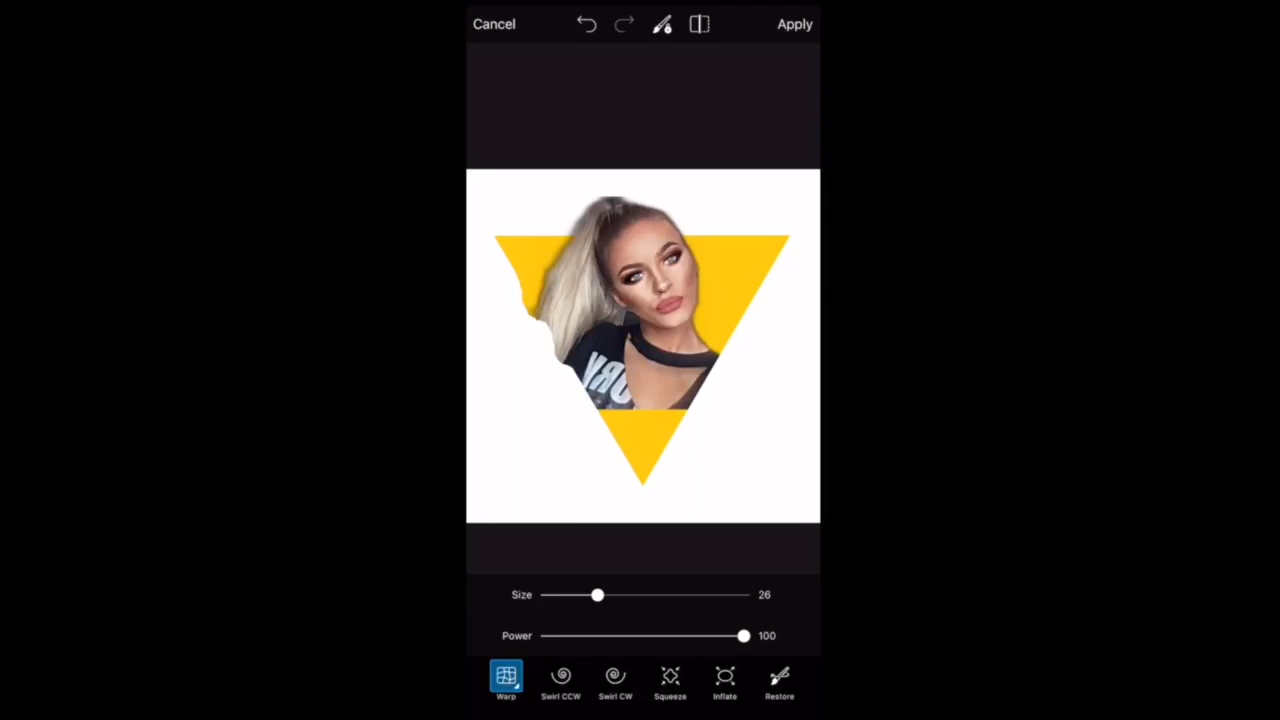 Cancel
Apply
Size 26
Power 100
Warp Swirl CCW Swirl CW Squeeze Inflate Restore